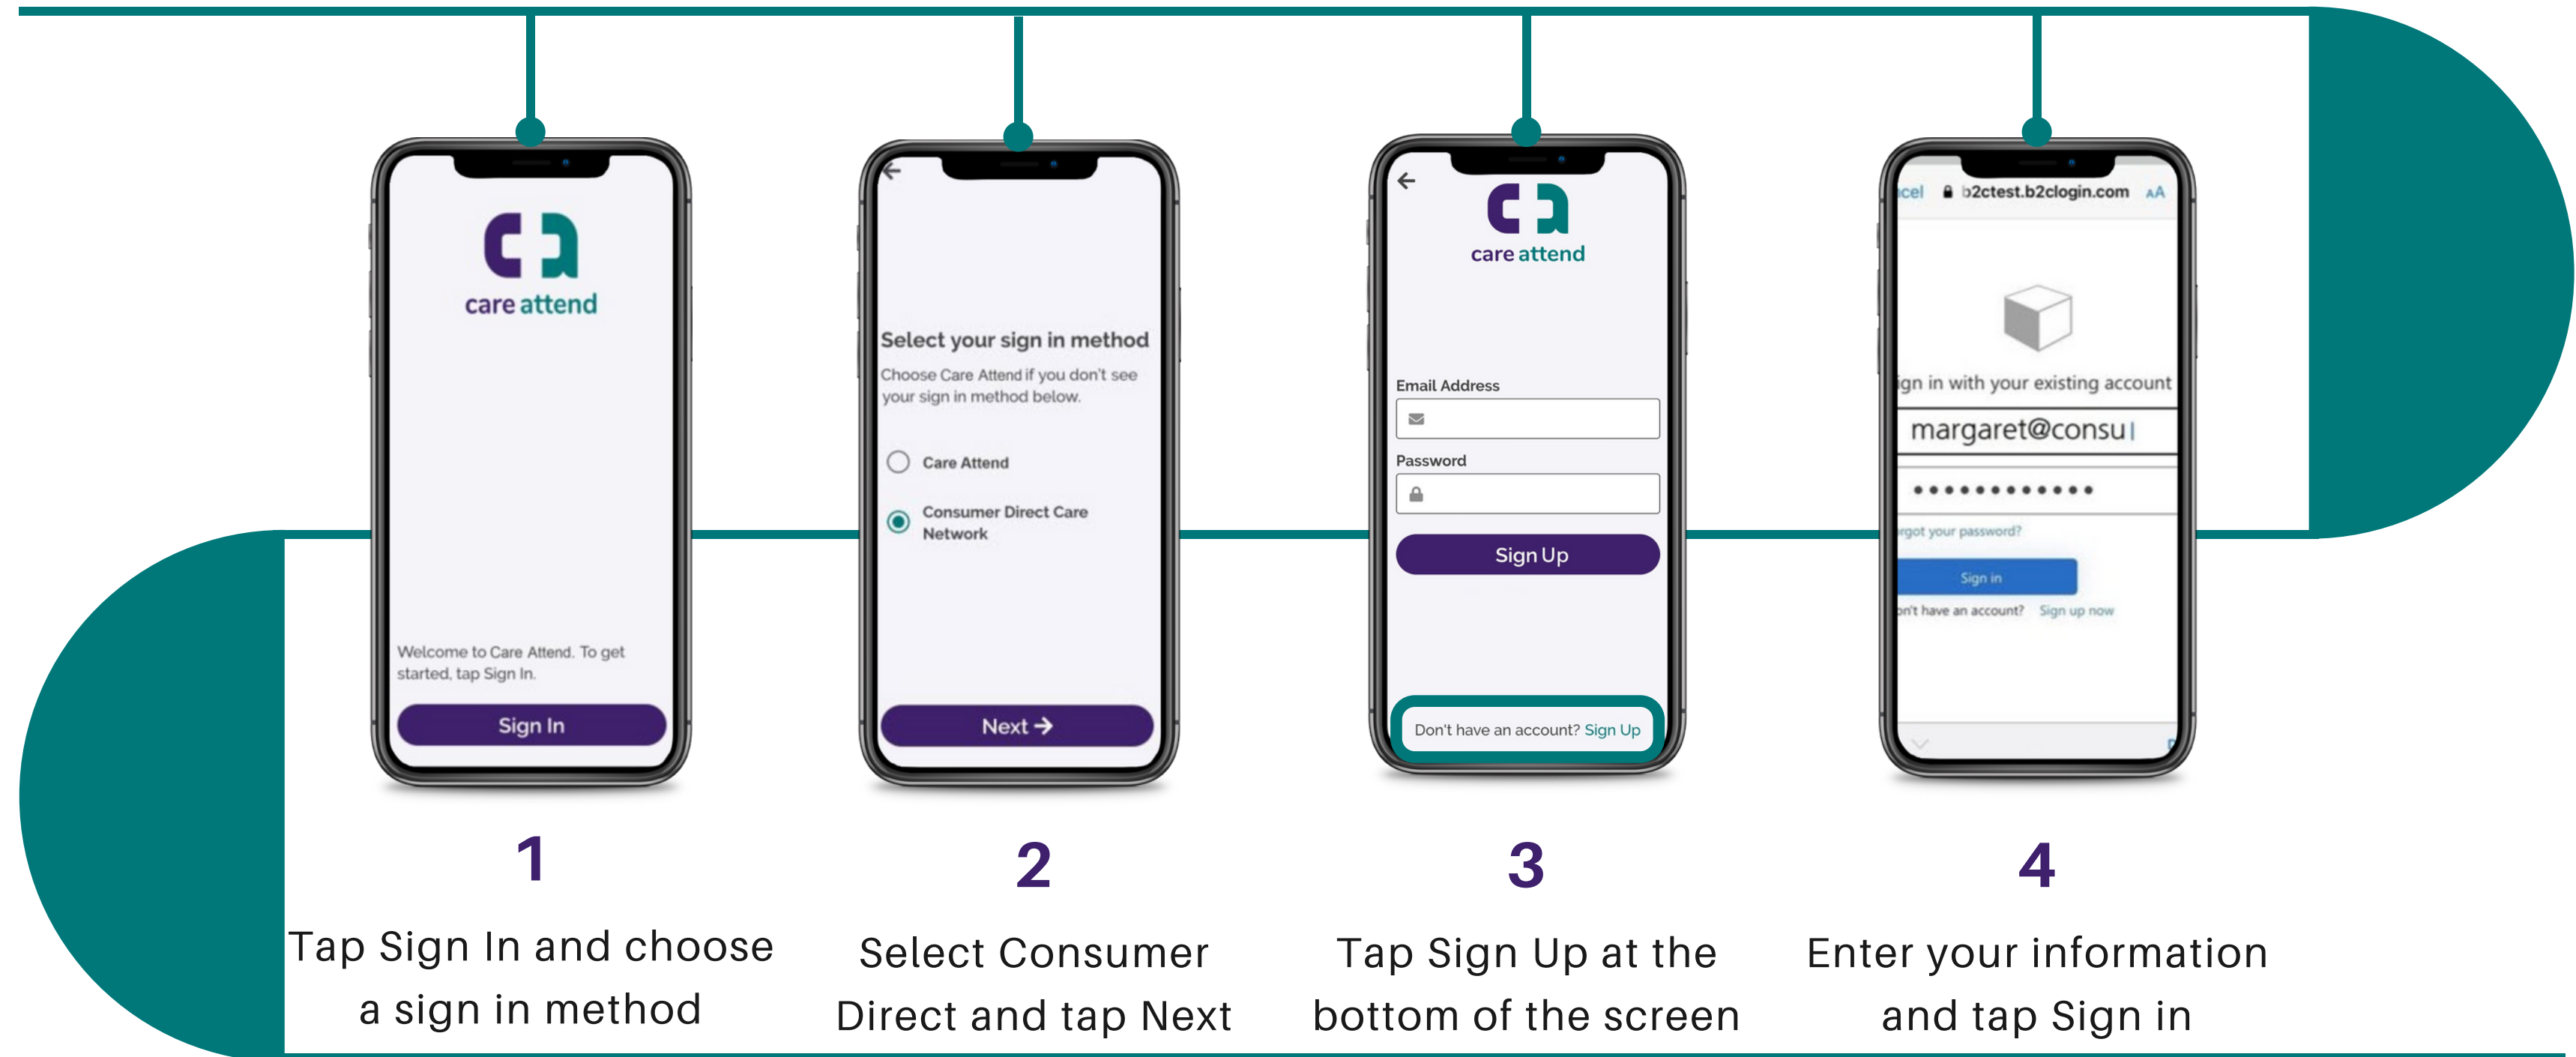 care attend
Welcome to Care Attend. To get
started, tap Sign In.
Sign In
1
Tap Sign In and choose
a sign in method
Select your sign in method
Choose Care Attend if you don't see
your sign in method below.
Care Attend
Consumer Direct Care
Network
Next →
2
Select Consumer
Direct and tap Next
care attend
Email Address
Password
Sign Up
Don't have an account? Sign Up
3
Tap Sign Up at the
bottom of the screen
cel b2ctest.b2clogin.com AA
ign in with your existing account
margaret@consu
rgot your password?
Sign in
on't have an account? Sign up now
4
Enter your information
and tap Sign in